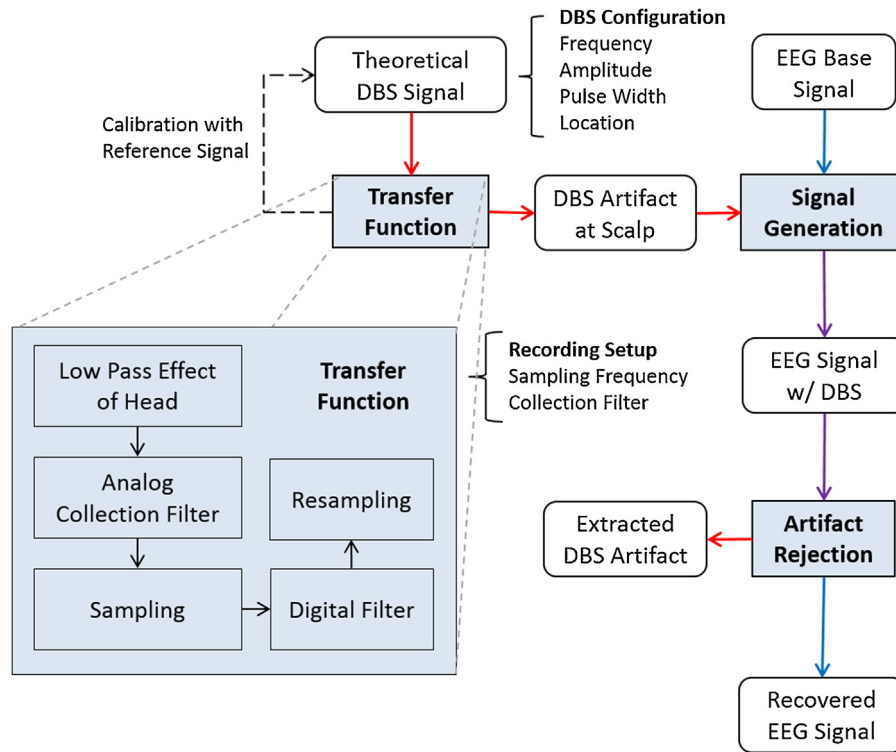 Theoretical
DBS Signal
DBS Configuration
Frequency
Amplitude
Pulse Width
Location
EEG Base
Signal
Calibration with
Reference Signal
Transfer
Function
DBS Artifact
at Scalp
Signal
Generation
Low Pass Effect
of Head
Transfer
Function
Recording Setup
Sampling Frequency
Collection Filter
EEG Signal
w/ DBS
Analog
Collection Filter
Resampling
Extracted
DBS Artifact
Artifact
Rejection
Sampling
Digital Filter
Recovered
EEG Signal